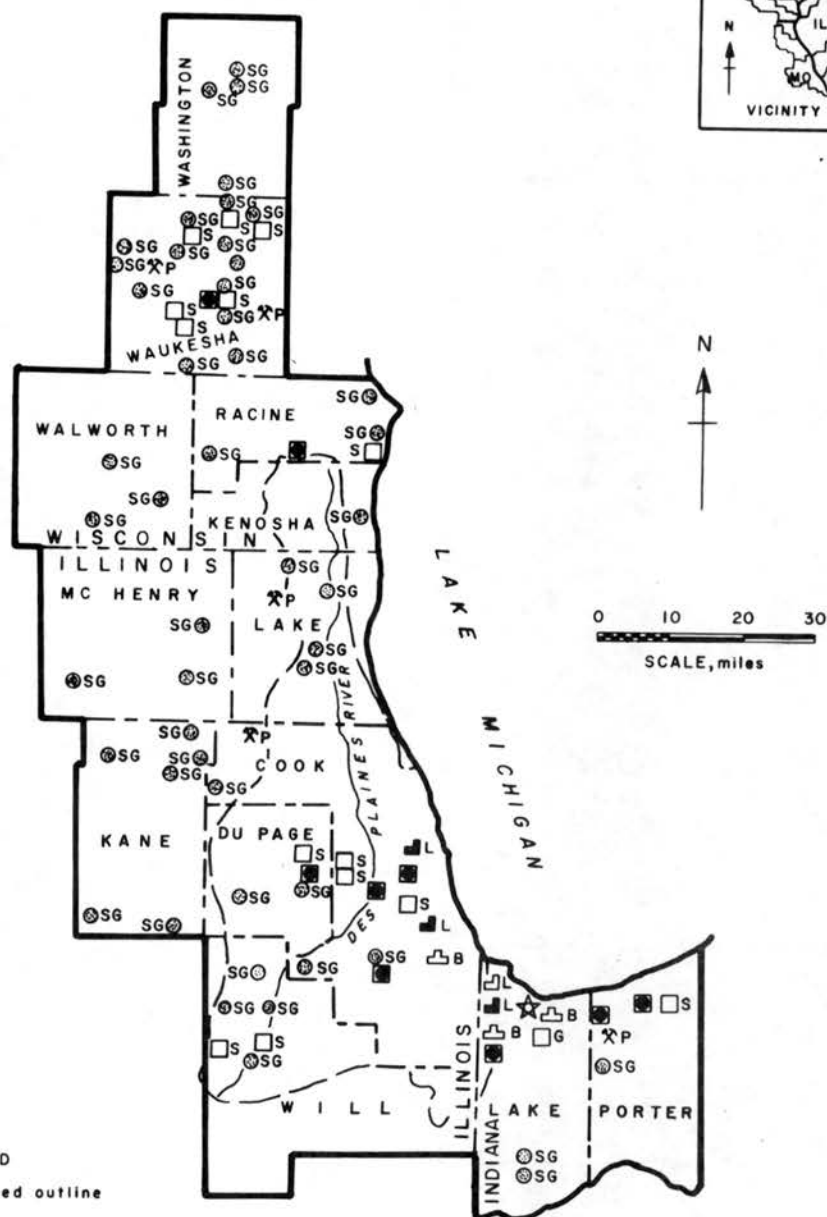 N
IL
MO
VICINITY
WASHINGTON
SG
SG
SG
SG
SG
SG
SG
S
S
S
SG
SG
SG
P
SG
SG
S
S
S
SG
P
WAUKESHA
SG
SG
N
SG
RACINE
WALWORTH
SG
SG
S
SG
SG
SG
KENOSHA
SG
WISCONSIN
ILLINOIS
MC HENRY
SG
P
SG
LAKE
SG
SG
SG
SG
SG
LAKE MICHIGAN
0 10 20 30
SCALE, miles
DES PLAINES RIVER
SG
P
COOK
SG
SG
SG
SG
KANE
DU PAGE
L
S
S
S
SG
S
L
SG
SG
SG
B
SG
SG
L
SG
SG
L
B
S
S
S
B
G
P
SG
SG
ILLINOIS
INDIANA
WILL
LAKE
PORTER
SG
SG
D
ed outline